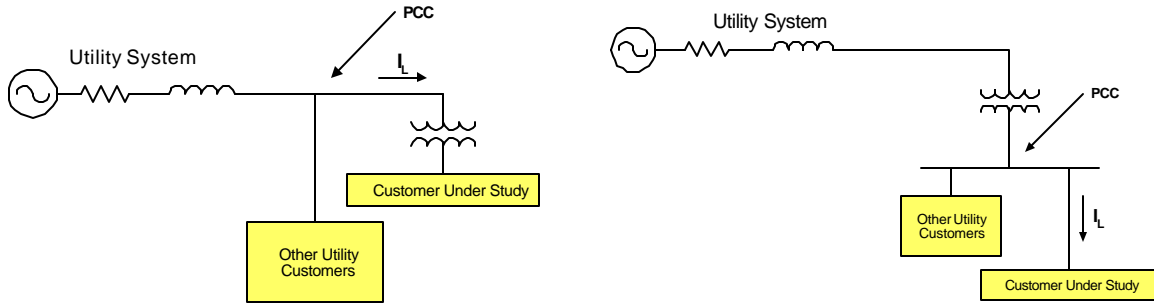 PCC
Utility System
I_L
Customer Under Study
Other Utility
Customers
Utility System
PCC
Other Utility
Customers
I_L
Customer Under Study